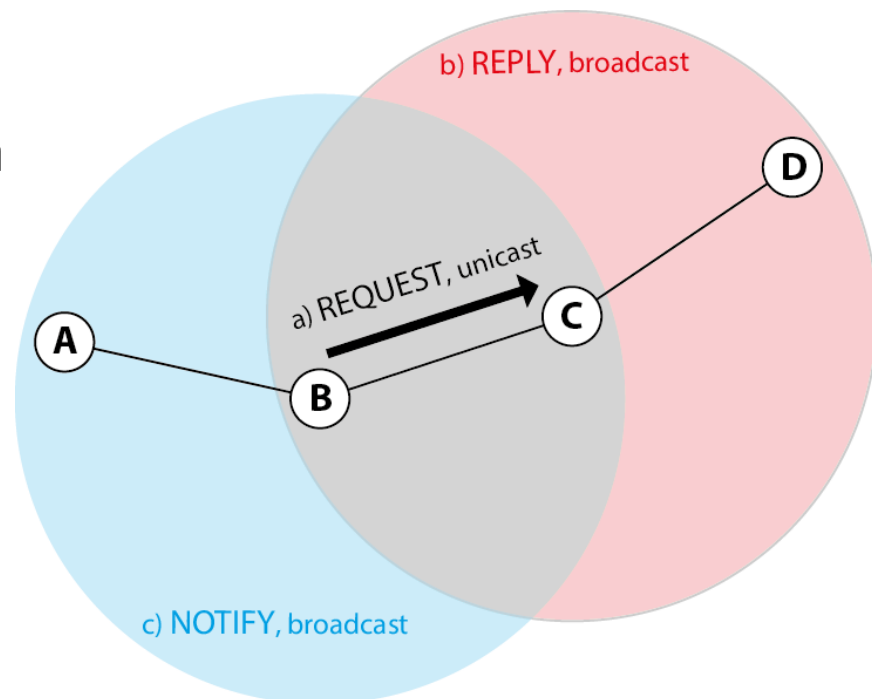 b) REPLY, broadcast
D
a) REQUEST, unicast
C
A
B
c) NOTIFY, broadcast